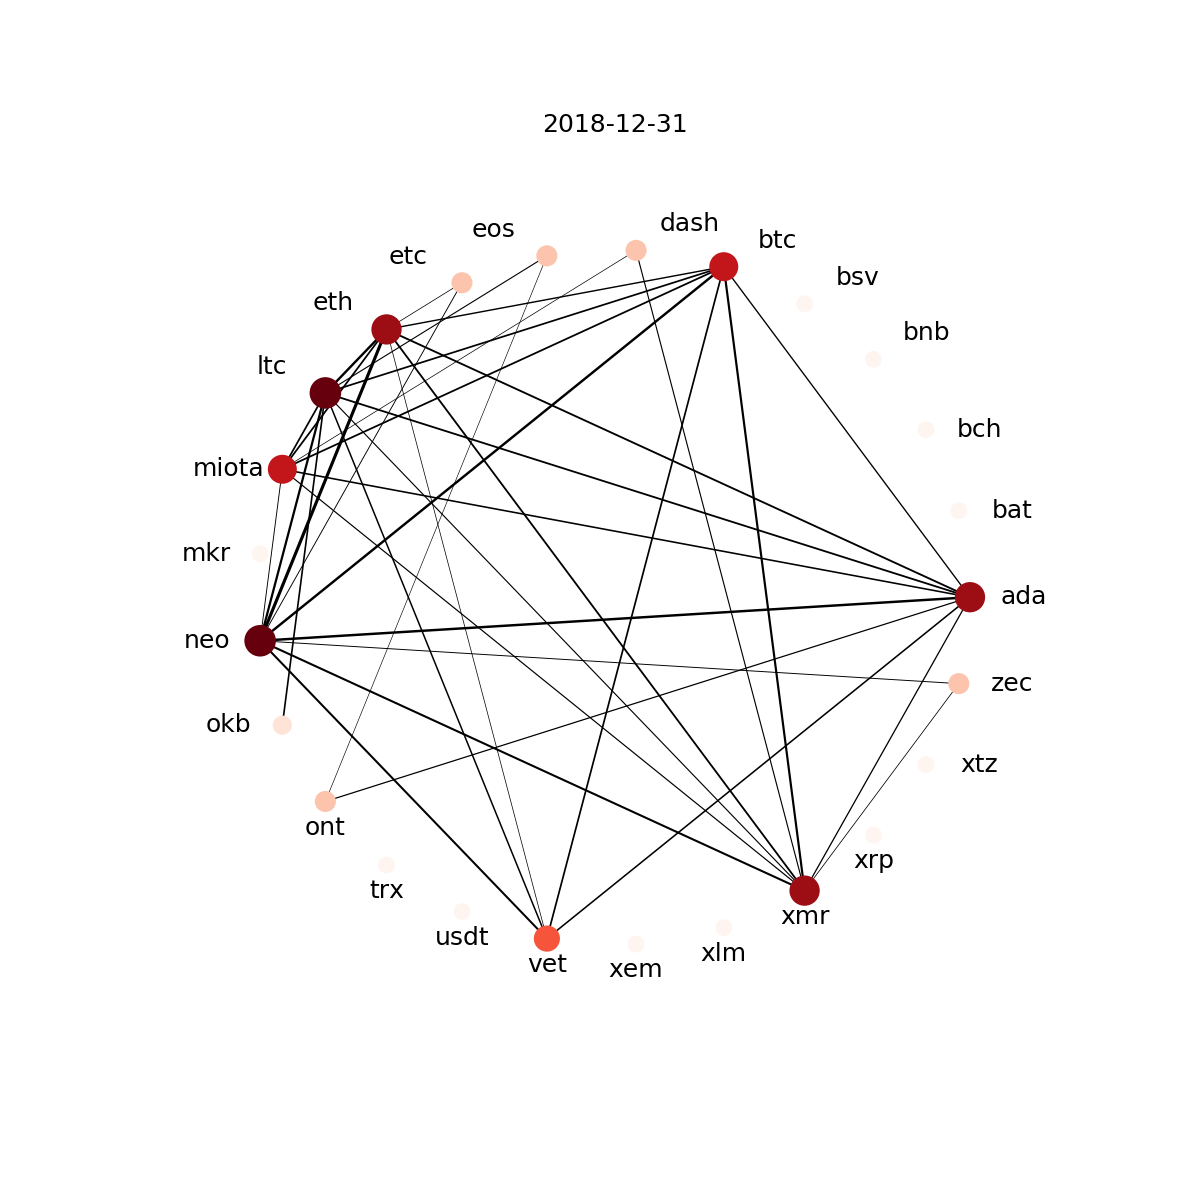 2018-12-31
dash
eos
btc
etc
bsv
eth
bnb
ltc
bch
miota
bat
mkr
ada
neo
zec
okb
xtz
ont
xrp
trx
xmr
usdt
xlm
vet
xem